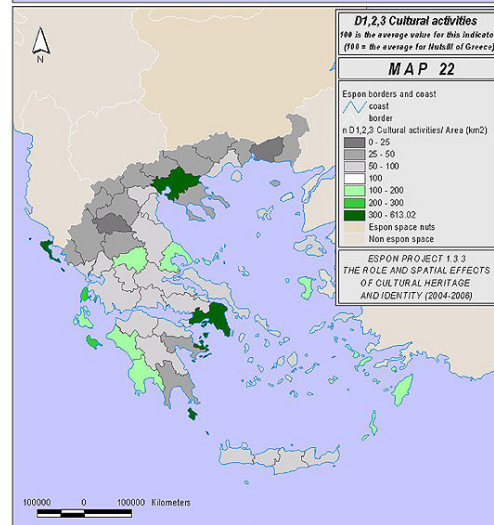 D1,2,3 Cultural activities
100 is the average value for this indicator
(100 = the average for NutsIII of Greece)
MAP 22
Espon borders and coast
coast
border
n D1,2,3 Cultural activities/ Area (km2)
0 - 25
25 - 50
50 - 100
100
100 - 200
200 - 300
300 - 613.02
Espon space nuts
Non espon space
ESPON PROJECT 1.3.3
THE ROLE AND SPATIAL EFFECTS
OF CULTURAL HERITAGE
AND IDENTITY (2004-2006)
N
100000 0 100000 Kilometers